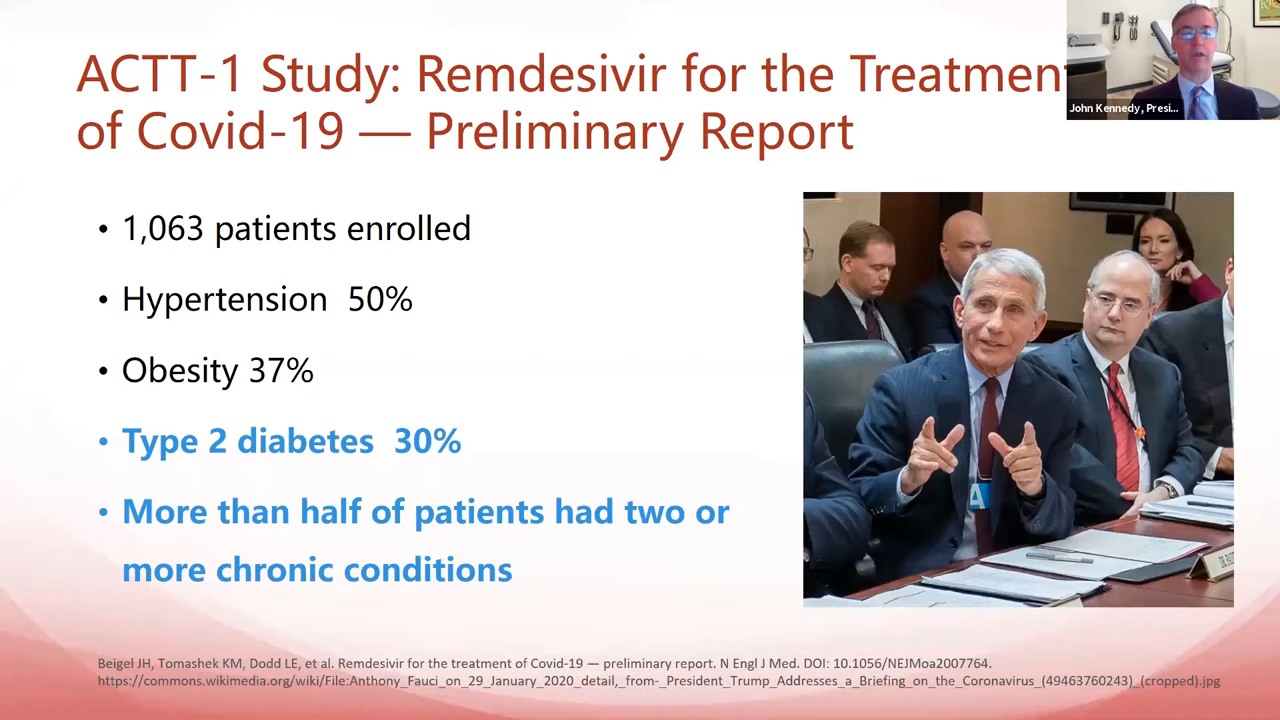 ACTT-1 Study: Remdesivir for the Treatment
of Covid-19 — Preliminary Report
John Kennedy, Presi...
• 1,063 patients enrolled
• Hypertension 50%
• Obesity 37%
• Type 2 diabetes 30%
• More than half of patients had two or
more chronic conditions
A
Beigel JH, Tomashek KM, Dodd LE, et al. Remdesivir for the treatment of Covid-19 — preliminary report. N Engl J Med. DOI: 10.1056/NEJMoa2007764.
https://commons.wikimedia.org/wiki/File:Anthony_Fauci_on_29_January_2020_detail,_from-_President_Trump_Addresses_a_Briefing_on_the_Coronavirus_(49463760243)_(cropped).jpg